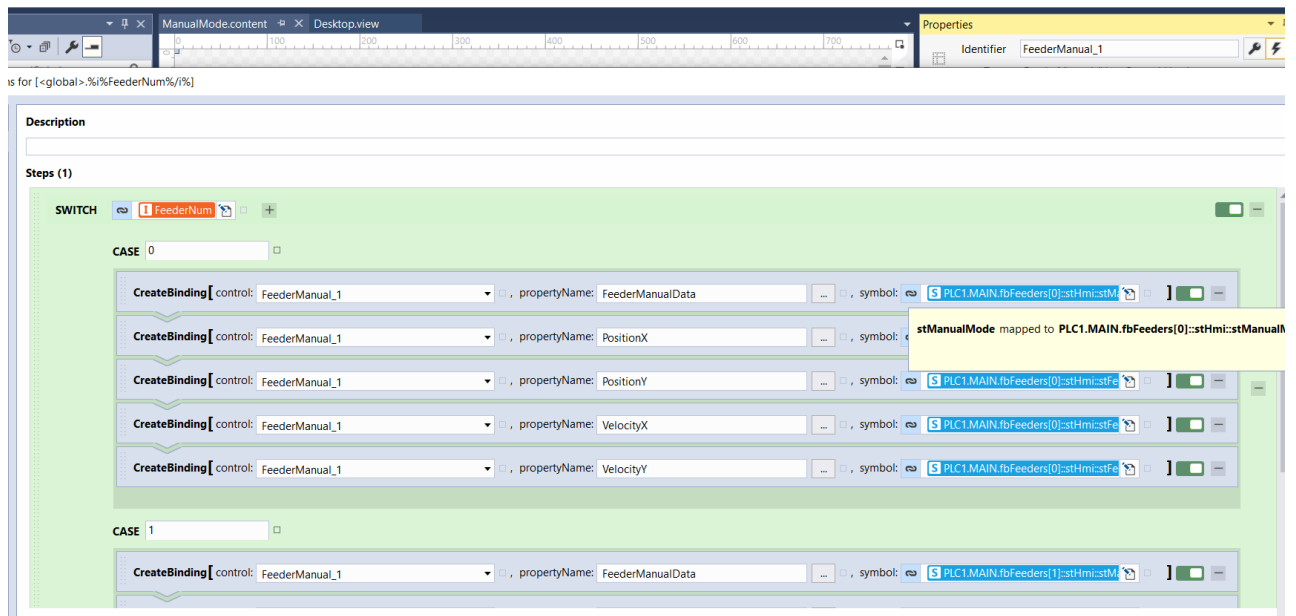 ManualMode.content Desktop.view Properties
0 100 200 300 400 500 600 700
Identifier FeederManual_1
ns for [<global>.%i%FeederNum%/i%]
Description
Steps (1)
SWITCH I FeederNum +
CASE 0
CreateBinding[ control: FeederManual_1 , propertyName: FeederManualData ... , symbol: S PLC1.MAIN.fbFeeders[0]::stHmi::stMa ]
stManualMode mapped to PLC1.MAIN.fbFeeders[0]::stHmi::stManualM
CreateBinding[ control: FeederManual_1 , propertyName: PositionX ... , symbol:
CreateBinding[ control: FeederManual_1 , propertyName: PositionY ... , symbol: S PLC1.MAIN.fbFeeders[0]::stHmi::stFe ]
CreateBinding[ control: FeederManual_1 , propertyName: VelocityX ... , symbol: S PLC1.MAIN.fbFeeders[0]::stHmi::stFe ]
CreateBinding[ control: FeederManual_1 , propertyName: VelocityY ... , symbol: S PLC1.MAIN.fbFeeders[0]::stHmi::stFe ]
CASE 1
CreateBinding[ control: FeederManual_1 , propertyName: FeederManualData ... , symbol: S PLC1.MAIN.fbFeeders[1]::stHmi::stMa ]